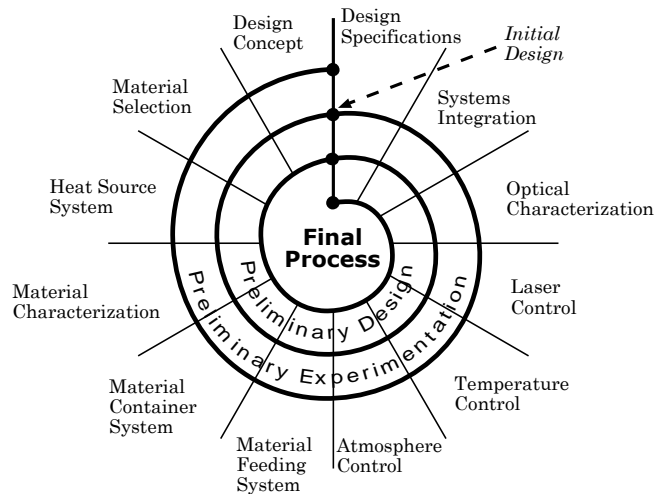 Design
Concept
Design
Specifications
Initial
Design
Material
Selection
Systems
Integration
Heat Source
System
Optical
Characterization
Final
Process
Material
Characterization
Laser
Control
Preliminary Design
Preliminary Experimentation
Material
Container
System
Temperature
Control
Material
Feeding
System
Atmosphere
Control